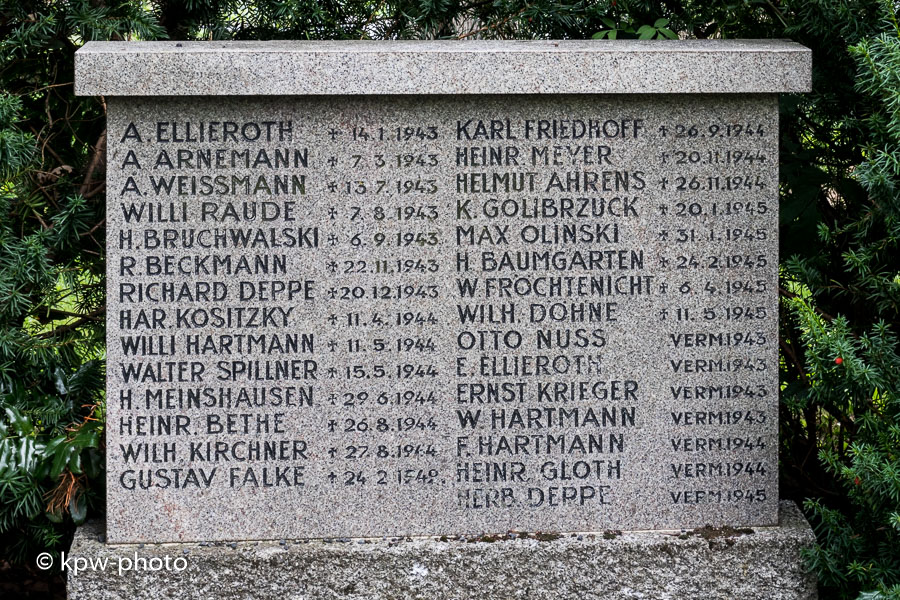 A. ELLIEROTH † 14.1.1943
A ARNEMANN † 7.3.1943
A. WEISSMANN † 13.7.1943
WILLI RAUDE † 7.8.1943
H. BRUCHWALSKI † 6.9.1943
R. BECKMANN † 22.11.1943
RICHARD DEPPE † 20.12.1943
HAR. KOSITZKY † 11.4.1944
WILLI HARTMANN † 11.5.1944
WALTER SPILLNER † 15.5.1944
H. MEINSHAUSEN † 29.6.1944
HEINR. BETHE † 26.8.1944
WILH. KIRCHNER † 27.8.1944
GUSTAV FALKE † 24.2
KARL FRIEDHOFF † 26.9.1944
HEINR. MEYER † 20.11.1944
HELMUT AHRENS † 26.11.1944
K. GOLIBRZUCK † 20.1.1945
MAX OLINSKI † 31.1.1945
H. BAUMGARTEN † 24.2.1945
W. FROCHTENICHT † 6.4.1945
WILH. DOHNE † 11.5.1945
OTTO NUSS VERM.1943
E. ELLIEROTH VERM.1943
ERNST KRIEGER VERM.1943
W. HARTMANN VERM.1943
F. HARTMANN VERM.1944
HEINR. GLOTH VERM.1944
HERB. DEPPE VERM.1945
© kpw-photo